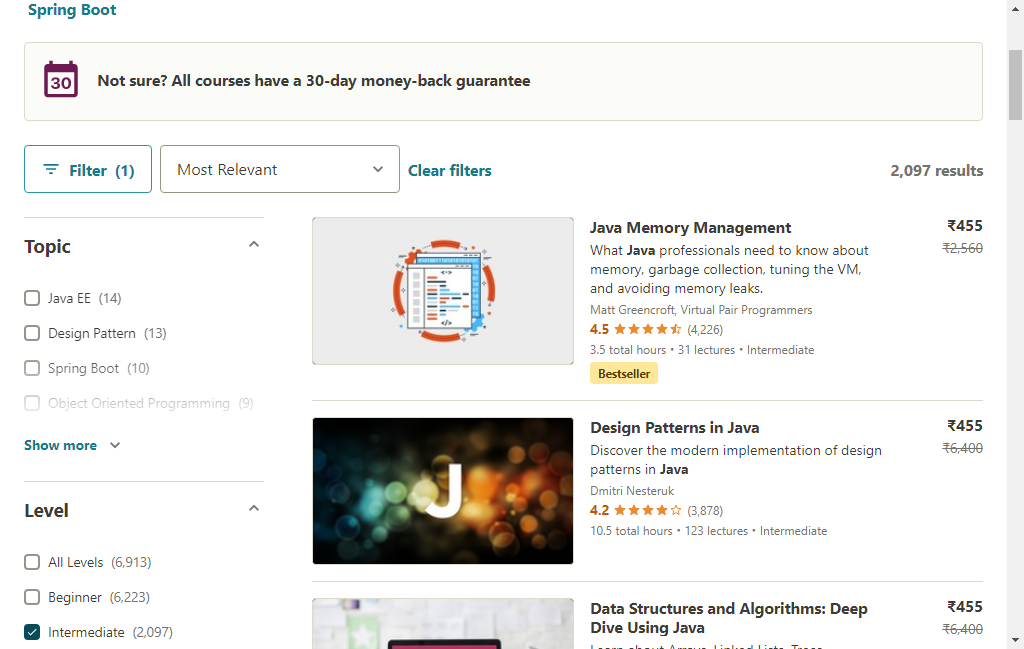 Spring Boot
30
Not sure? All courses have a 30-day money-back guarantee
Filter (1)
Most Relevant
Clear filters
2,097 results
Topic
Java EE (14)
Design Pattern (13)
Spring Boot (10)
Object Oriented Programming (9)
Show more
Level
All Levels (6,913)
Beginner (6,223)
Intermediate (2,097)
Java Memory Management
₹455
What Java professionals need to know about
₹2,560
memory, garbage collection, tuning the VM,
and avoiding memory leaks.
Matt Greencroft, Virtual Pair Programmers
4.5 (4,226)
3.5 total hours • 31 lectures • Intermediate
Bestseller
J
Design Patterns in Java
₹455
Discover the modern implementation of design
₹6,400
patterns in Java
Dmitri Nesteruk
4.2 (3,878)
10.5 total hours • 123 lectures • Intermediate
Data Structures and Algorithms: Deep
₹455
Dive Using Java
₹6,400
Learn about Arrays, Linked Lists, Trees